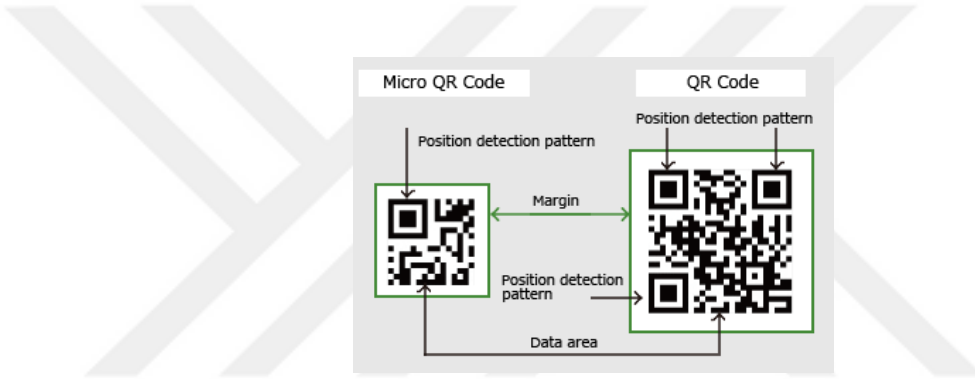 Micro QR Code
QR Code
Position detection pattern
Position detection pattern
Margin
Position detection
pattern
Data area